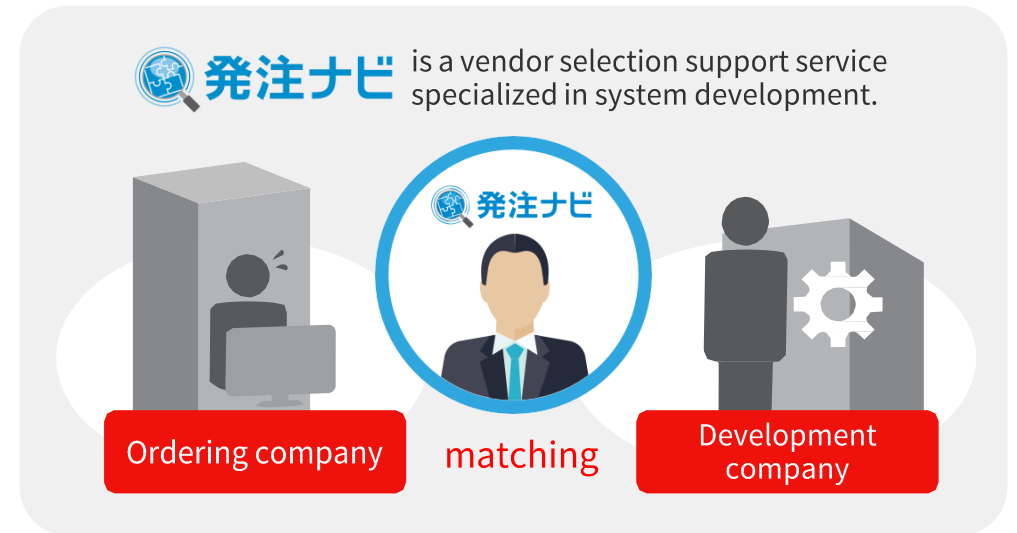 発注ナビ is a vendor selection support service
specialized in system development.
発注ナビ
Ordering company
matching
Development
company